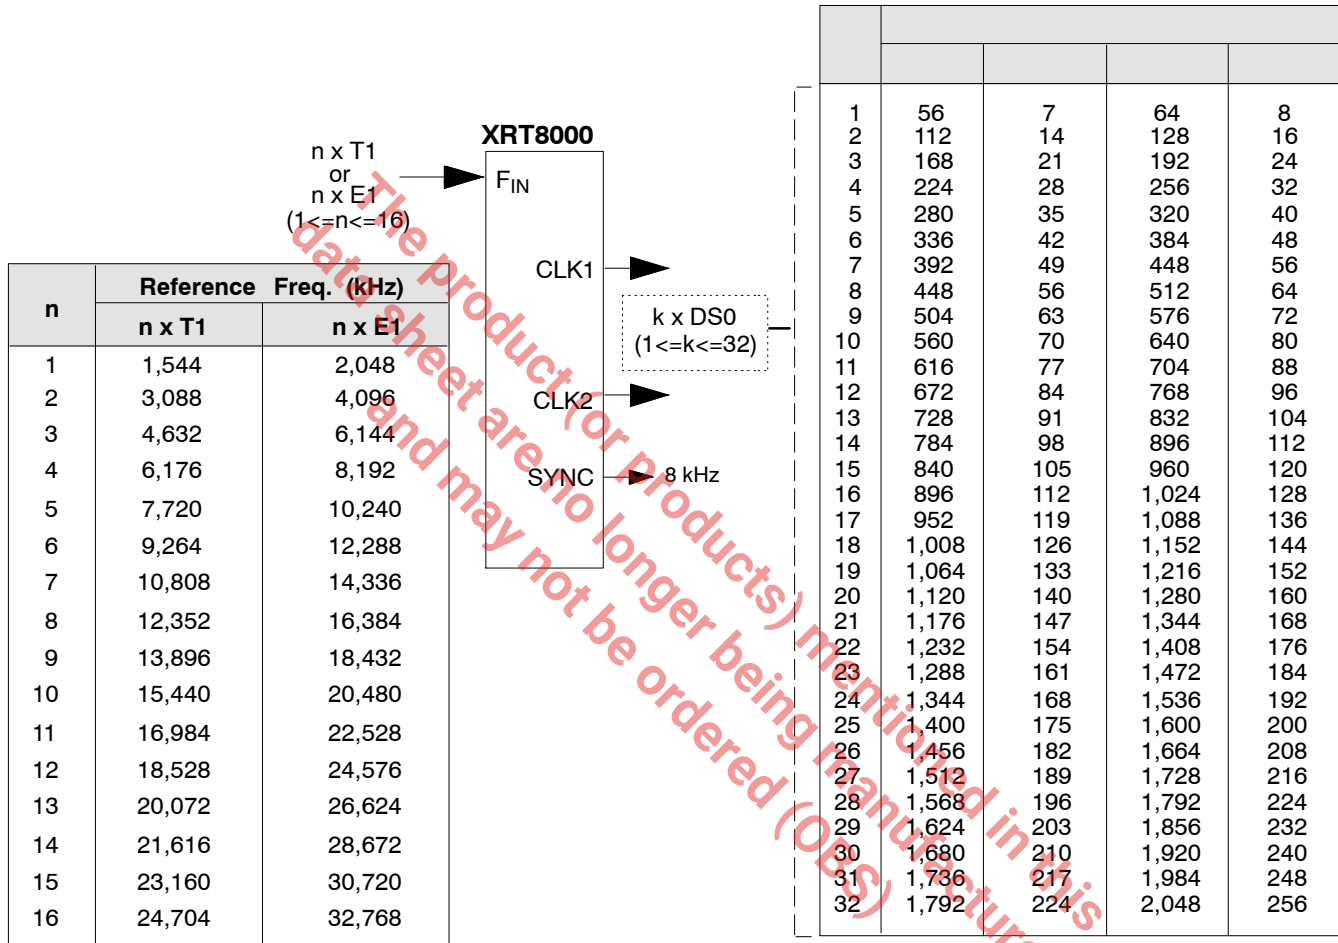 XRT8000
n x T1
or
n x E1
(1<=n<=16)
FIN
CLK1
k x DS0
(1<=k<=32)
CLK2
SYNC
8 kHz
n Reference Freq. (kHz)
n x T1 n x E1
1 1,544 2,048
2 3,088 4,096
3 4,632 6,144
4 6,176 8,192
5 7,720 10,240
6 9,264 12,288
7 10,808 14,336
8 12,352 16,384
9 13,896 18,432
10 15,440 20,480
11 16,984 22,528
12 18,528 24,576
13 20,072 26,624
14 21,616 28,672
15 23,160 30,720
16 24,704 32,768
1 56 7 64 8
2 112 14 128 16
3 168 21 192 24
4 224 28 256 32
5 280 35 320 40
6 336 42 384 48
7 392 49 448 56
8 448 56 512 64
9 504 63 576 72
10 560 70 640 80
11 616 77 704 88
12 672 84 768 96
13 728 91 832 104
14 784 98 896 112
15 840 105 960 120
16 896 112 1,024 128
17 952 119 1,088 136
18 1,008 126 1,152 144
19 1,064 133 1,216 152
20 1,120 140 1,280 160
21 1,176 147 1,344 168
22 1,232 154 1,408 176
23 1,288 161 1,472 184
24 1,344 168 1,536 192
25 1,400 175 1,600 200
26 1,456 182 1,664 208
27 1,512 189 1,728 216
28 1,568 196 1,792 224
29 1,624 203 1,856 232
30 1,680 210 1,920 240
31 1,736 217 1,984 248
32 1,792 224 2,048 256
The product (or products) mentioned in this
data sheet are no longer being manufactur
and may not be ordered (OBS)